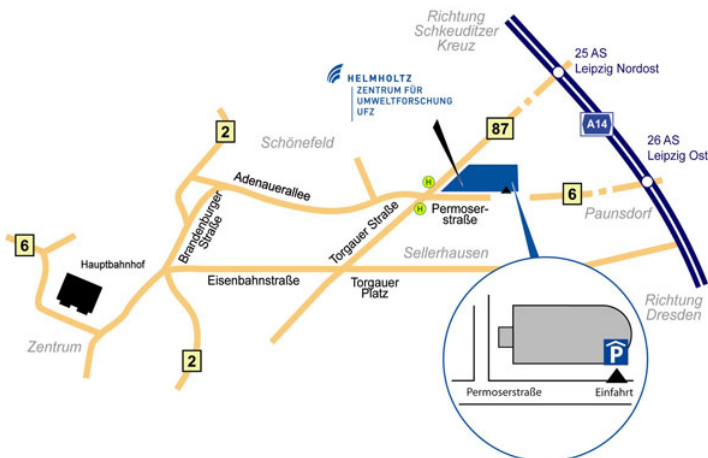 Richtung
Schkeuditzer
Kreuz
25 AS
Leipzig Nordost
HELMHOLTZ
ZENTRUM FÜR
UMWELTFORSCHUNG
UFZ
A14
2
87
Schönefeld
26 AS
Leipzig Ost
H
Adenauerallee
6
H
Permoser-
straße
Paunsdorf
Brandenburger
Straße
Torgauer Straße
6
Hauptbahnhof
Sellerhausen
Eisenbahnstraße
Torgauer
Platz
Richtung
Dresden
Zentrum
2
P
Permoserstraße
Einfahrt